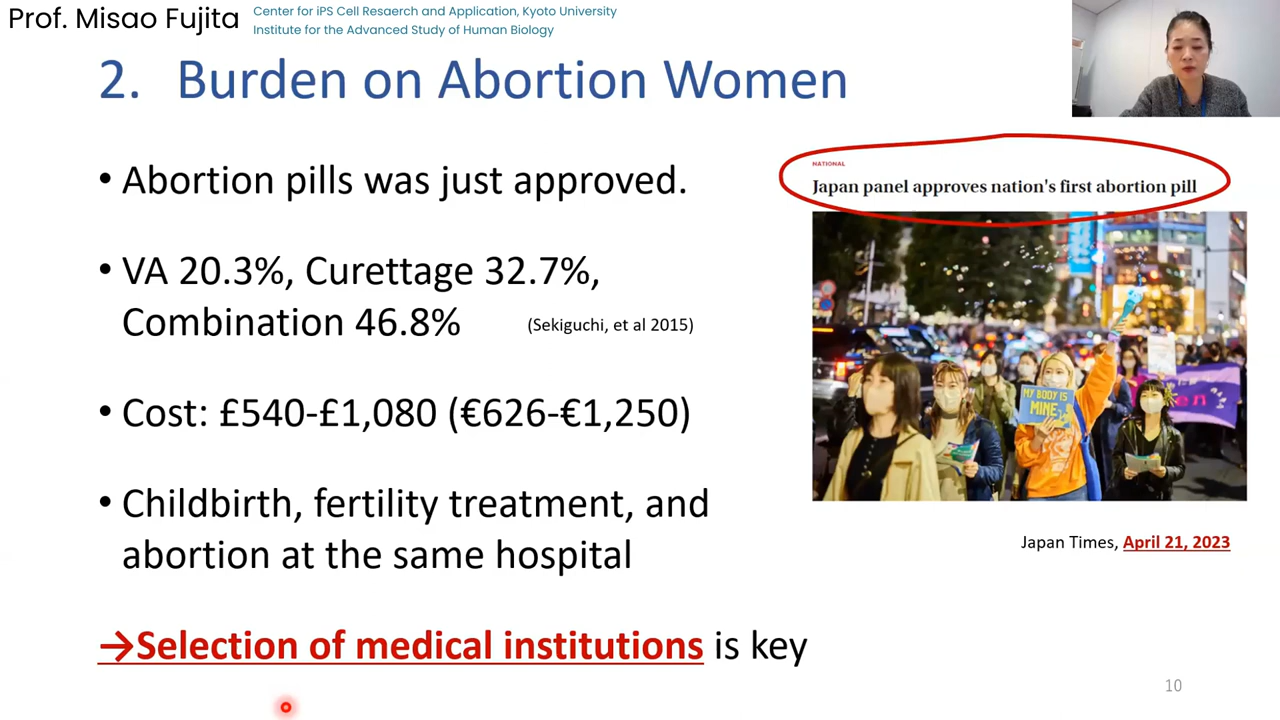 Prof. Misao Fujita
Center for iPS Cell Resaerch and Application, Kyoto University
Institute for the Advanced Study of Human Biology
2. Burden on Abortion Women
• Abortion pills was just approved.
• VA 20.3%, Curettage 32.7%,
Combination 46.8% (Sekiguchi, et al 2015)
• Cost: £540-£1,080 (€626-€1,250)
• Childbirth, fertility treatment, and
abortion at the same hospital
→Selection of medical institutions is key
NATIONAL
Japan panel approves nation's first abortion pill
MY BODY IS
MINE
Japan Times, April 21, 2023
10